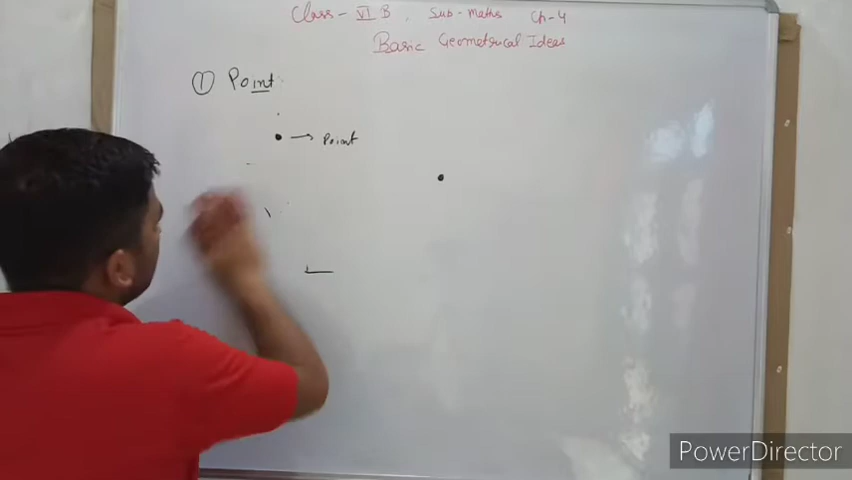 Class - VI B , Sub - Maths Ch - 4
Basic Geometrical Ideas
① Point
→ Point
PowerDirector